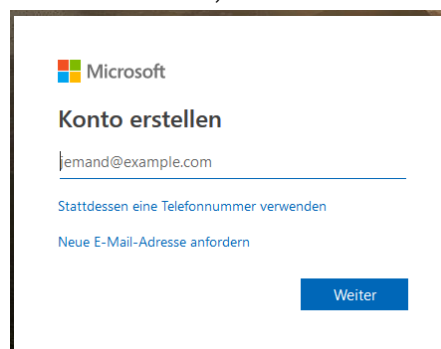 Microsoft
Konto erstellen
jemand@example.com
Stattdessen eine Telefonnummer verwenden
Neue E-Mail-Adresse anfordern
Weiter